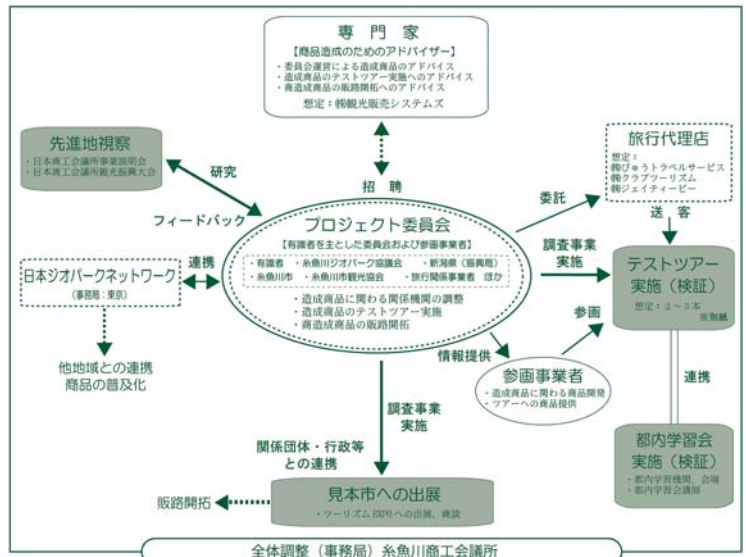 専 門 家
【商品造成のためのアドバイザー】
・委員会運営による造成商品のアドバイス
・造成商品のテストツアー実施へのアドバイス
・商造成商品の販路開拓へのアドバイス
想定：㈱観光販売システムズ
先進地視察
・日本商工会議所事業説明会
・日本商工会議所観光振興大会
研究
フィードバック
招 聘
旅行代理店
想定：
㈱びゅうトラベルサービス
㈱クラブツーリズム
㈱ジェイティービー
委託
送 客
プロジェクト委員会
【有識者を主とした委員会および参画事業者】
・有識者 ・糸魚川ジオパーク協議会 ・新潟県（振興局）
・糸魚川市 ・糸魚川市観光協会 ・旅行関係事業者 ほか
・造成商品に関わる関係機関の調整
・造成商品のテストツアー実施
・商造成商品の販路開拓
日本ジオパークネットワーク
（事務局：東京）
連携
他地域との連携
商品の普及化
調査事業
実施
テストツアー
実施（検証）
想定：２～３本
※別紙
参画
情報提供
参画事業者
・造成商品に関わる商品開発
・ツアーへの商品提供
連携
調査事業
実施
関係団体・行政等
との連携
都内学習会
実施（検証）
・都内学習機関、会場
・都内学習会講師
見本市への出展
・ツーリズムEXPOへの出展、商談
販路開拓
全体調整（事務局）糸魚川商工会議所